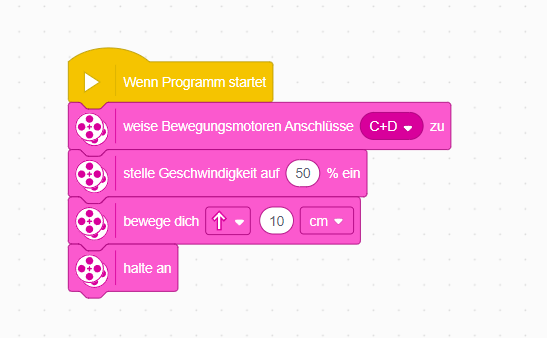 Wenn Programm startet
weise Bewegungsmotoren Anschlüsse C+D zu
stelle Geschwindigkeit auf 50 % ein
bewege dich 10 cm
halte an